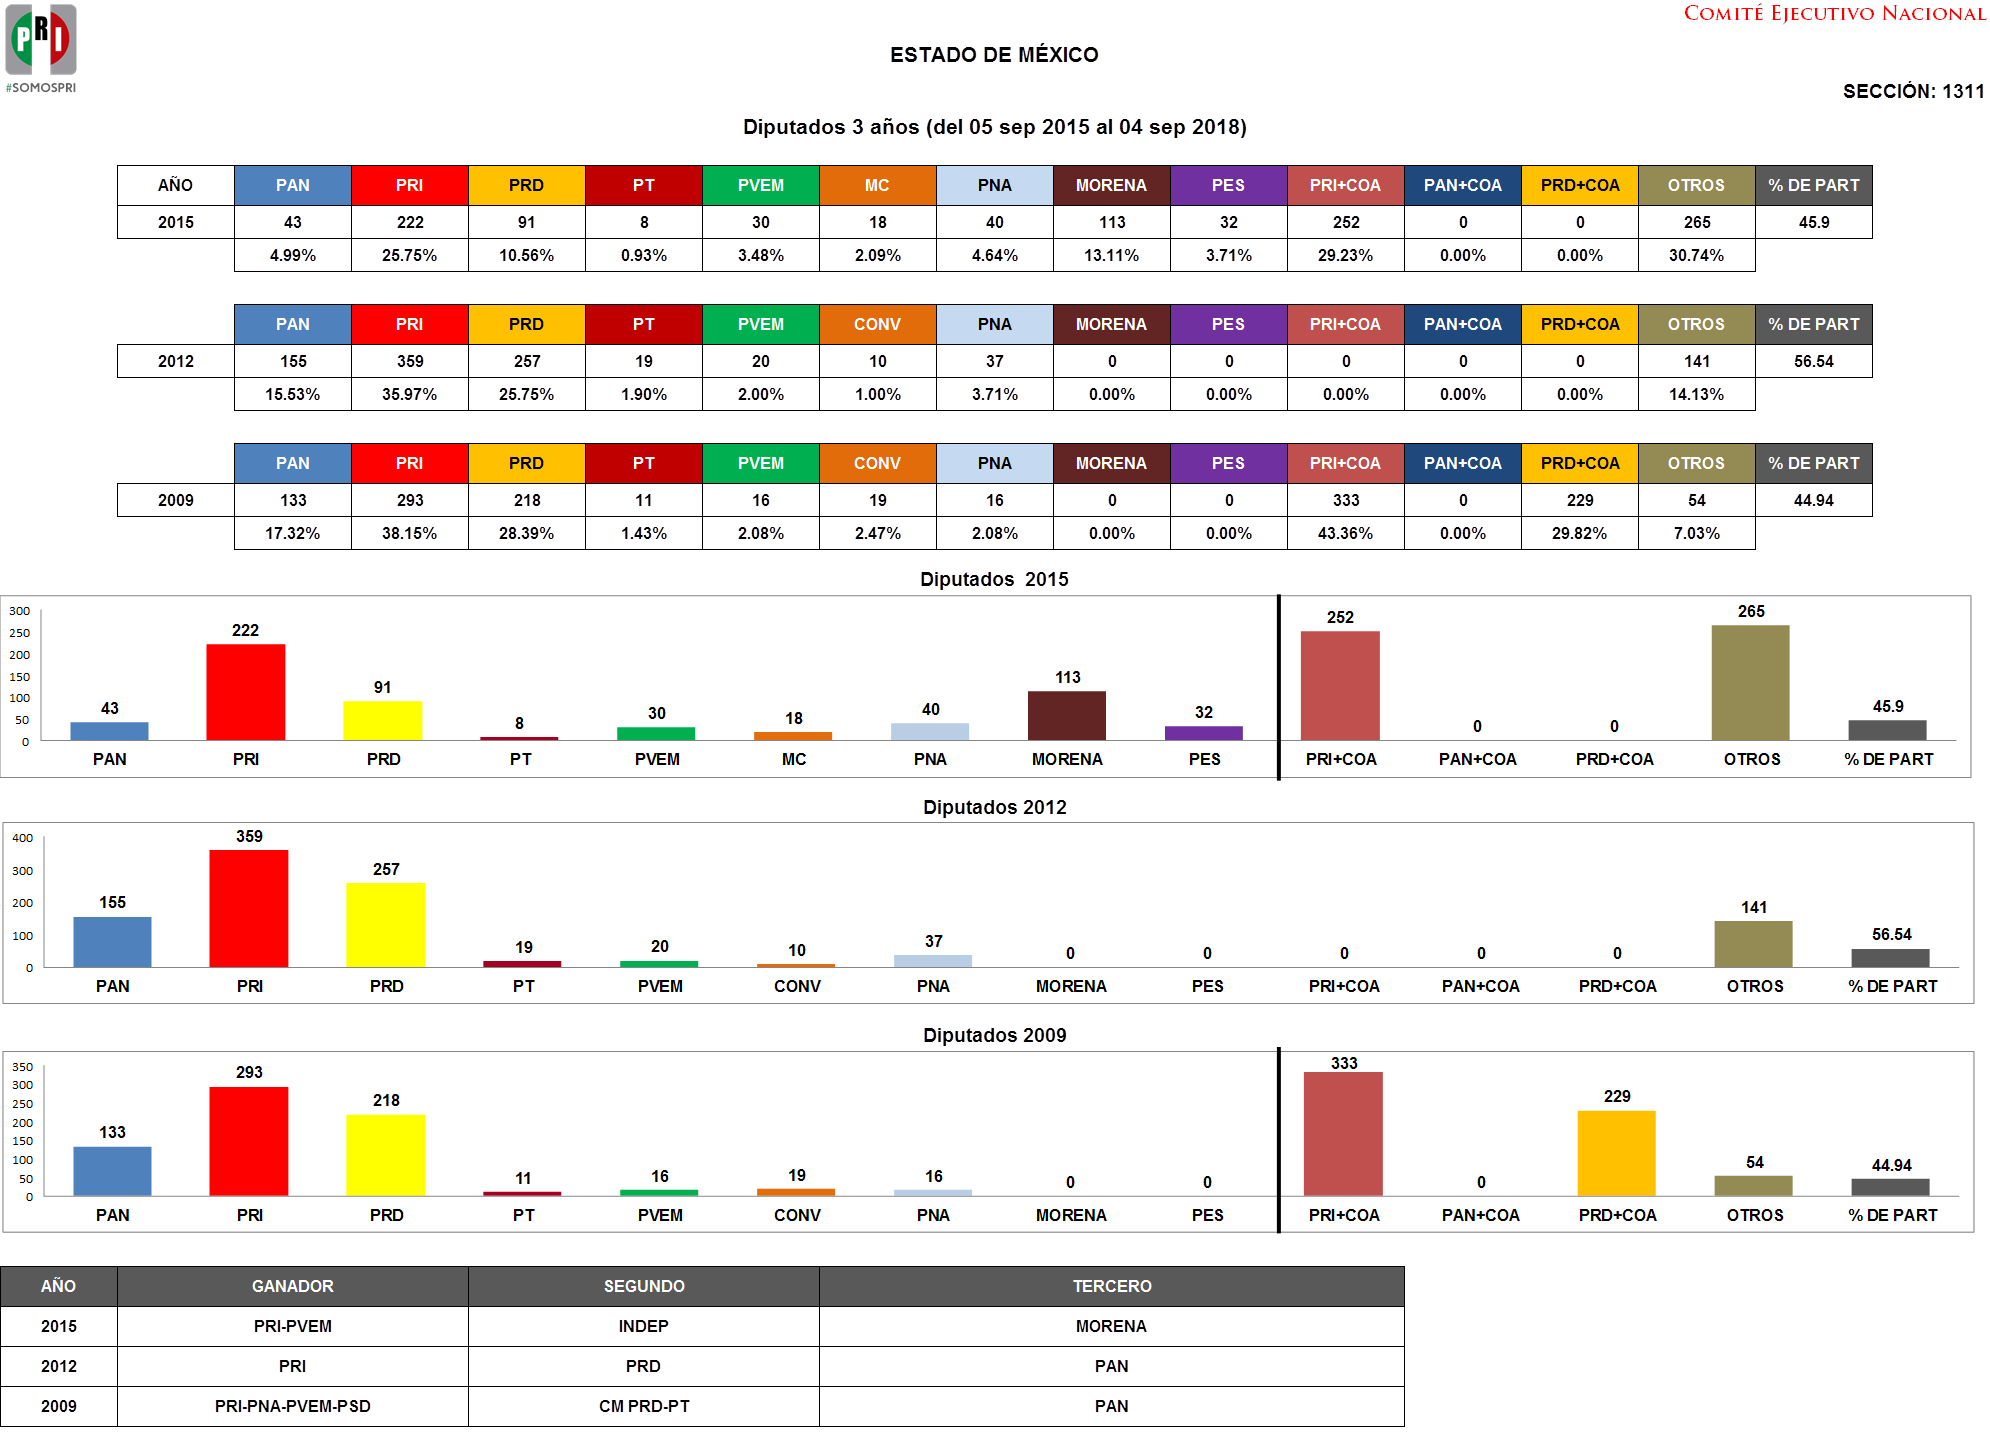 PRI
#SOMOSPRI
COMITÉ EJECUTIVO NACIONAL
ESTADO DE MÉXICO
SECCIÓN: 1311
Diputados 3 años (del 05 sep 2015 al 04 sep 2018)
AÑO PAN PRI PRD PT PVEM MC PNA MORENA PES PRI+COA PAN+COA PRD+COA OTROS % DE PART
2015 43 222 91 8 30 18 40 113 32 252 0 0 265 45.9
4.99% 25.75% 10.56% 0.93% 3.48% 2.09% 4.64% 13.11% 3.71% 29.23% 0.00% 0.00% 30.74%
PAN PRI PRD PT PVEM CONV PNA MORENA PES PRI+COA PAN+COA PRD+COA OTROS % DE PART
2012 155 359 257 19 20 10 37 0 0 0 0 0 141 56.54
15.53% 35.97% 25.75% 1.90% 2.00% 1.00% 3.71% 0.00% 0.00% 0.00% 0.00% 0.00% 14.13%
PAN PRI PRD PT PVEM CONV PNA MORENA PES PRI+COA PAN+COA PRD+COA OTROS % DE PART
2009 133 293 218 11 16 19 16 0 0 333 0 229 54 44.94
17.32% 38.15% 28.39% 1.43% 2.08% 2.47% 2.08% 0.00% 0.00% 43.36% 0.00% 29.82% 7.03%
Diputados 2015
300
250
200
150
100
50
0
43 222 91 8 30 18 40 113 32 252 0 0 265 45.9
PAN PRI PRD PT PVEM MC PNA MORENA PES PRI+COA PAN+COA PRD+COA OTROS % DE PART
Diputados 2012
400
300
200
100
0
155 359 257 19 20 10 37 0 0 0 0 0 141 56.54
PAN PRI PRD PT PVEM CONV PNA MORENA PES PRI+COA PAN+COA PRD+COA OTROS % DE PART
Diputados 2009
350
300
250
200
150
100
50
0
133 293 218 11 16 19 16 0 0 333 0 229 54 44.94
PAN PRI PRD PT PVEM CONV PNA MORENA PES PRI+COA PAN+COA PRD+COA OTROS % DE PART
AÑO GANADOR SEGUNDO TERCERO
2015 PRI-PVEM INDEP MORENA
2012 PRI PRD PAN
2009 PRI-PNA-PVEM-PSD CM PRD-PT PAN